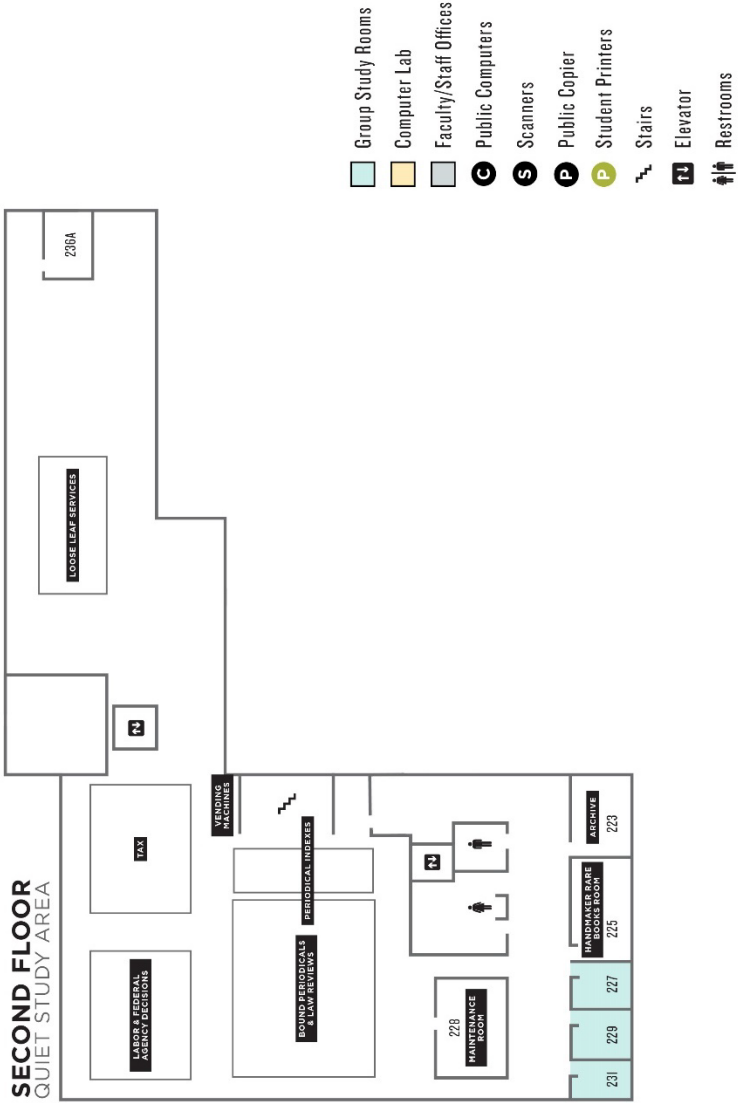 SECOND FLOOR
QUIET STUDY AREA
LABOR & FEDERAL
AGENCY DECISIONS
TAX
LOOSE LEAF SERVICES
236A
VENDING
MACHINES
BOUND PERIODICALS
& LAW REVIEWS
PERIODICAL INDEXES
228
MAINTENANCE
ROOM
HANDMAKER RARE
BOOKS ROOM
225
ARCHIVE
223
231
229
227
Group Study Rooms
Computer Lab
Faculty/Staff Offices
C Public Computers
S Scanners
P Public Copier
P Student Printers
Stairs
Elevator
Restrooms